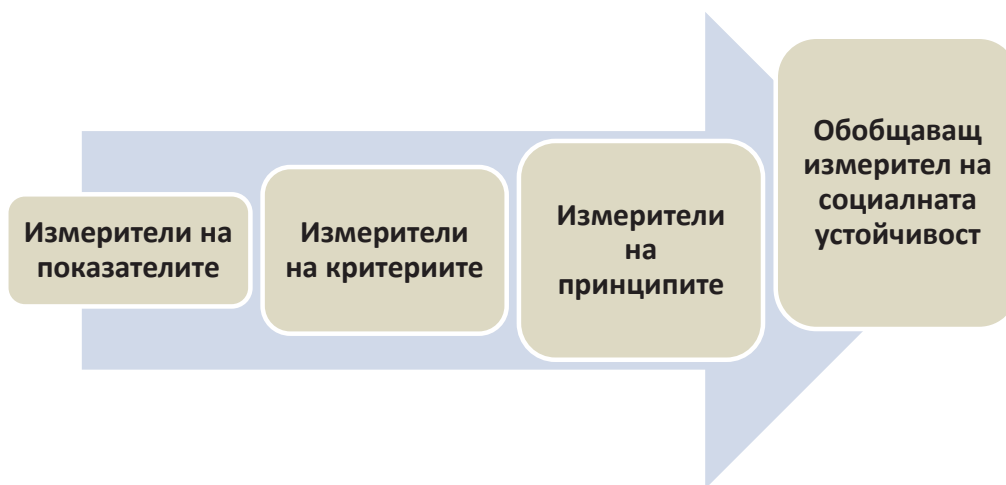 Измерители на
показателите
Измерители
на критериите
Измерители
на
принципите
Обобщаващ
измерител на
социалната
устойчивост